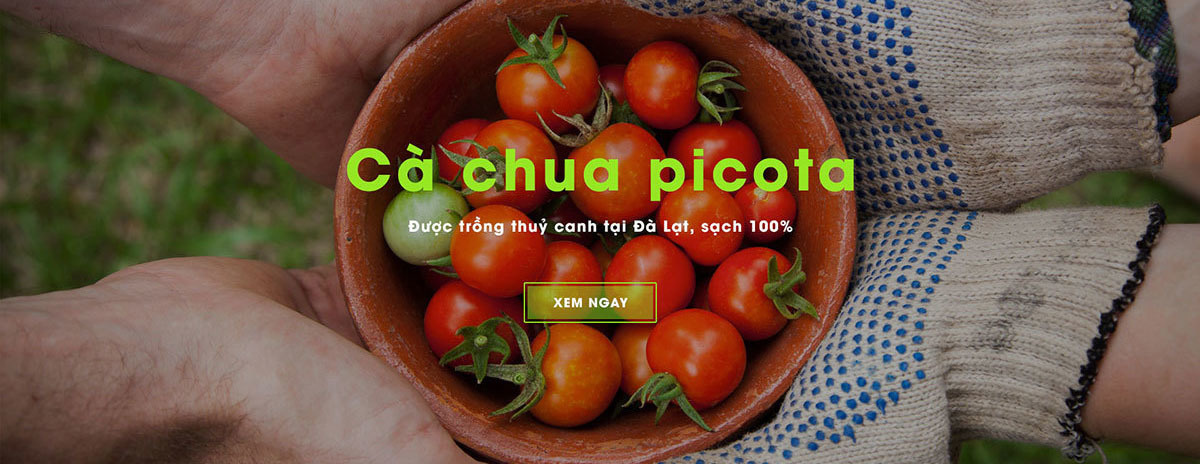 Cà chua picota
Được trồng thuỷ canh tại Đà Lạt, sạch 100%
XEM NGAY